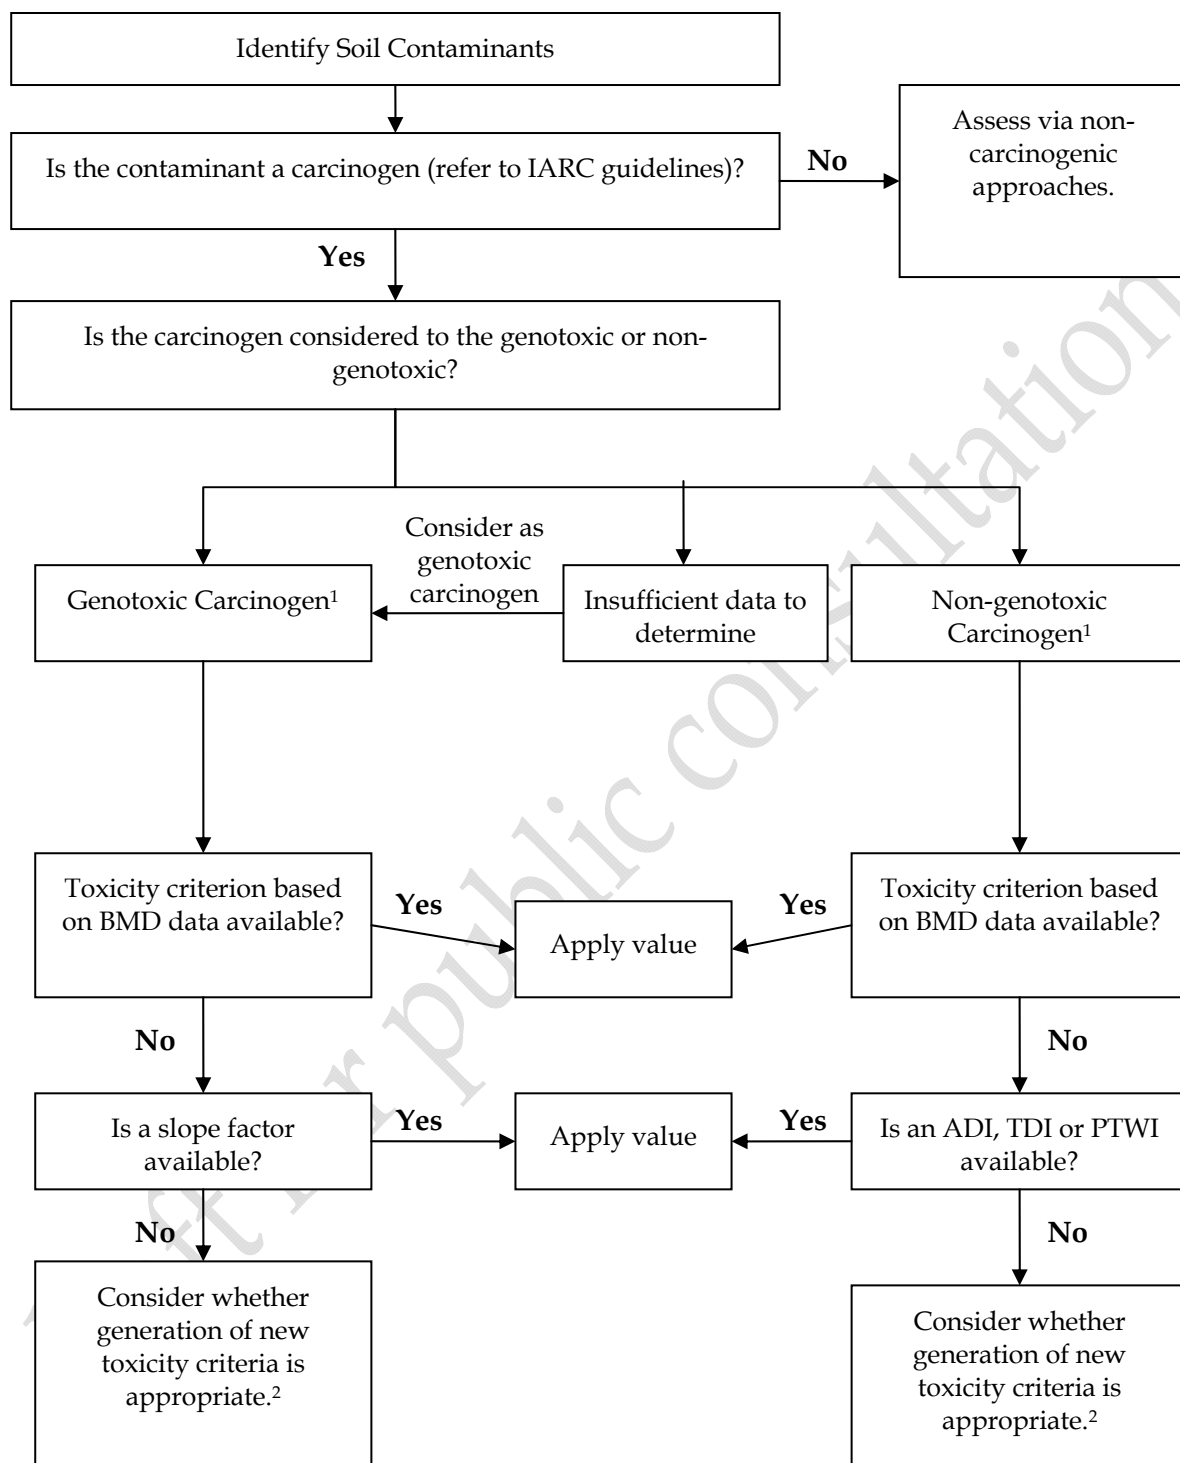 Identify Soil Contaminants
Is the contaminant a carcinogen (refer to IARC guidelines)?
No
Assess via non-
carcinogenic
approaches.
Yes
Is the carcinogen considered to the genotoxic or non-
genotoxic?
Consider as
genotoxic
carcinogen
Genotoxic Carcinogen¹
Insufficient data to
determine
Non-genotoxic
Carcinogen¹
Toxicity criterion based
on BMD data available?
Yes
Apply value
Yes
Toxicity criterion based
on BMD data available?
No
No
Is a slope factor
available?
Yes
Apply value
Yes
Is an ADI, TDI or PTWI
available?
No
No
Consider whether
generation of new
toxicity criteria is
appropriate.²
Consider whether
generation of new
toxicity criteria is
appropriate.²
public consultation